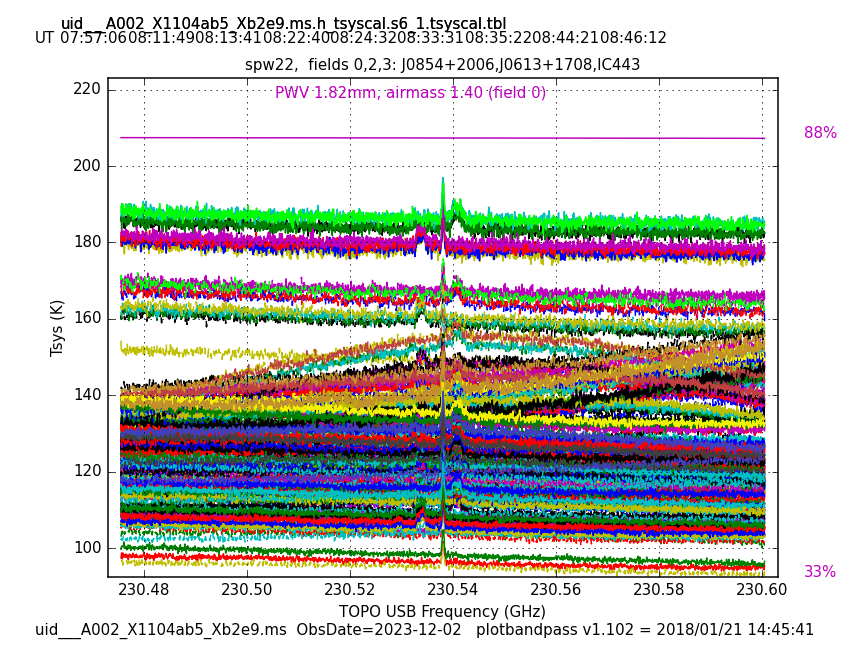 uid___A002_X1104ab5_Xb2e9.ms.h_tsyscal.s6_1.tsyscal.tbl
UT 07:57:06 08:11:49 08:13:41 08:22:40 08:24:32 08:33:31 08:35:22 08:44:21 08:46:12
spw22,  fields 0,2,3: J0854+2006,J0613+1708,IC443
PWV 1.82mm, airmass 1.40 (field 0)
88%
33%
220
200
180
160
140
120
100
Tsys (K)
230.48 230.50 230.52 230.54 230.56 230.58 230.60
TOPO USB Frequency (GHz)
uid___A002_X1104ab5_Xb2e9.ms  ObsDate=2023-12-02   plotbandpass v1.102 = 2018/01/21 14:45:41